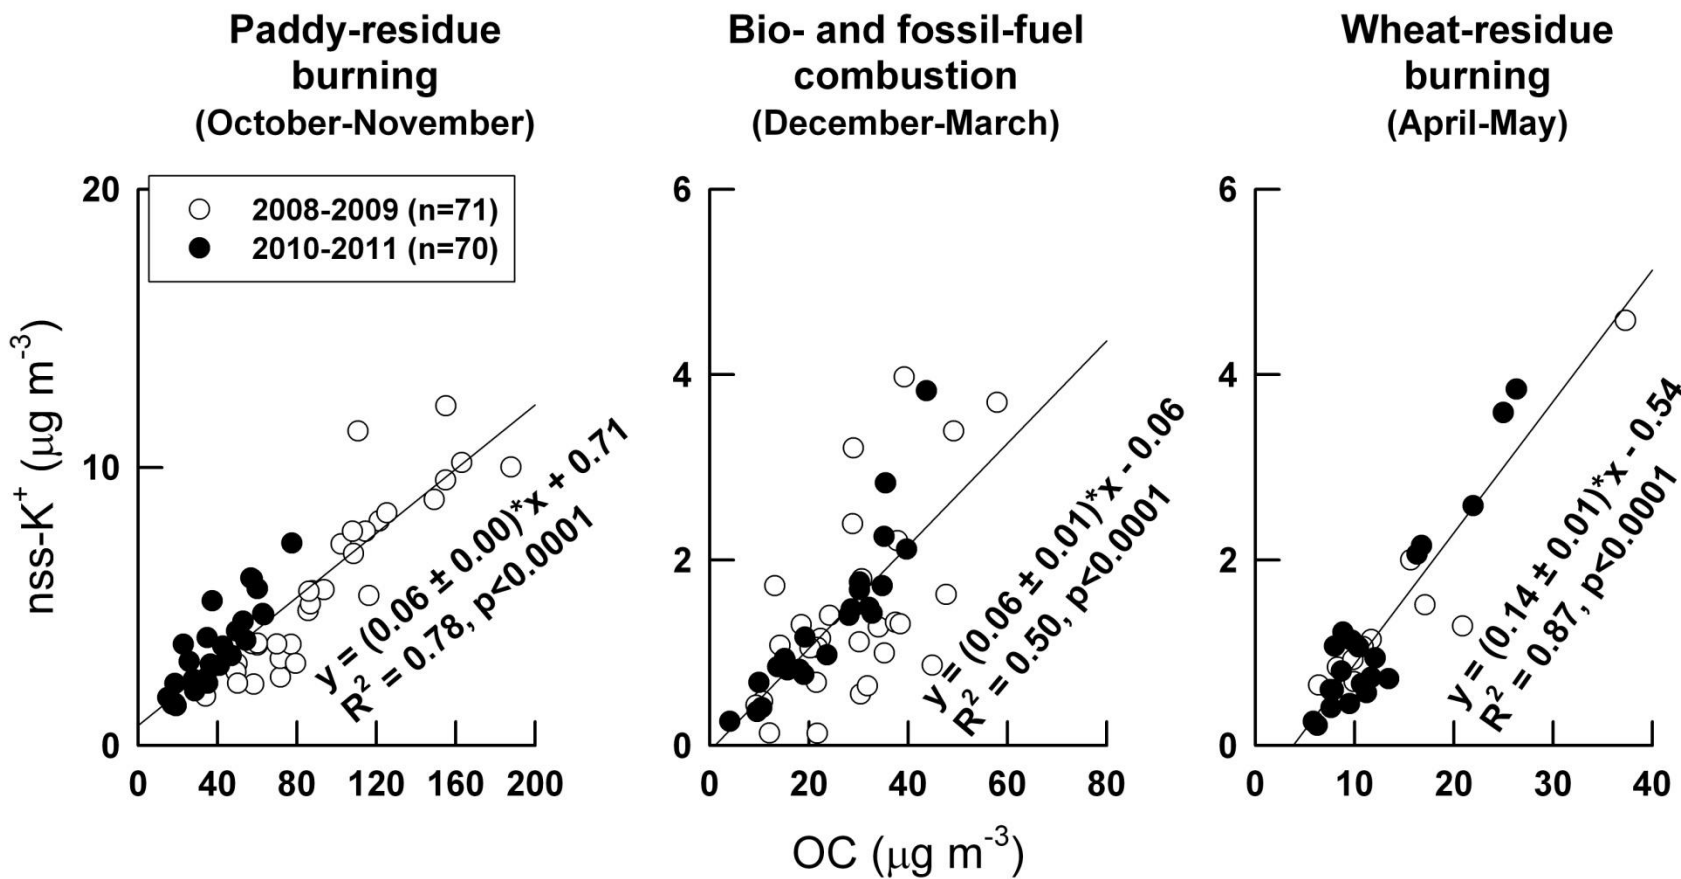 Paddy-residue
burning
(October-November)
Bio- and fossil-fuel
combustion
(December-March)
Wheat-residue
burning
(April-May)
nss-K⁺ (μg m⁻³)
20
10
0
2008-2009 (n=71)
2010-2011 (n=70)
y = (0.06 ± 0.00)*x + 0.71
R² = 0.78, p<0.0001
0 40 80 120 160 200
6
4
2
0
y = (0.06 ± 0.01)*x - 0.06
R² = 0.50, p<0.0001
0 20 40 60 80
6
4
2
0
y = (0.14 ± 0.01)*x - 0.54
R² = 0.87, p<0.0001
0 10 20 30 40
OC (μg m⁻³)